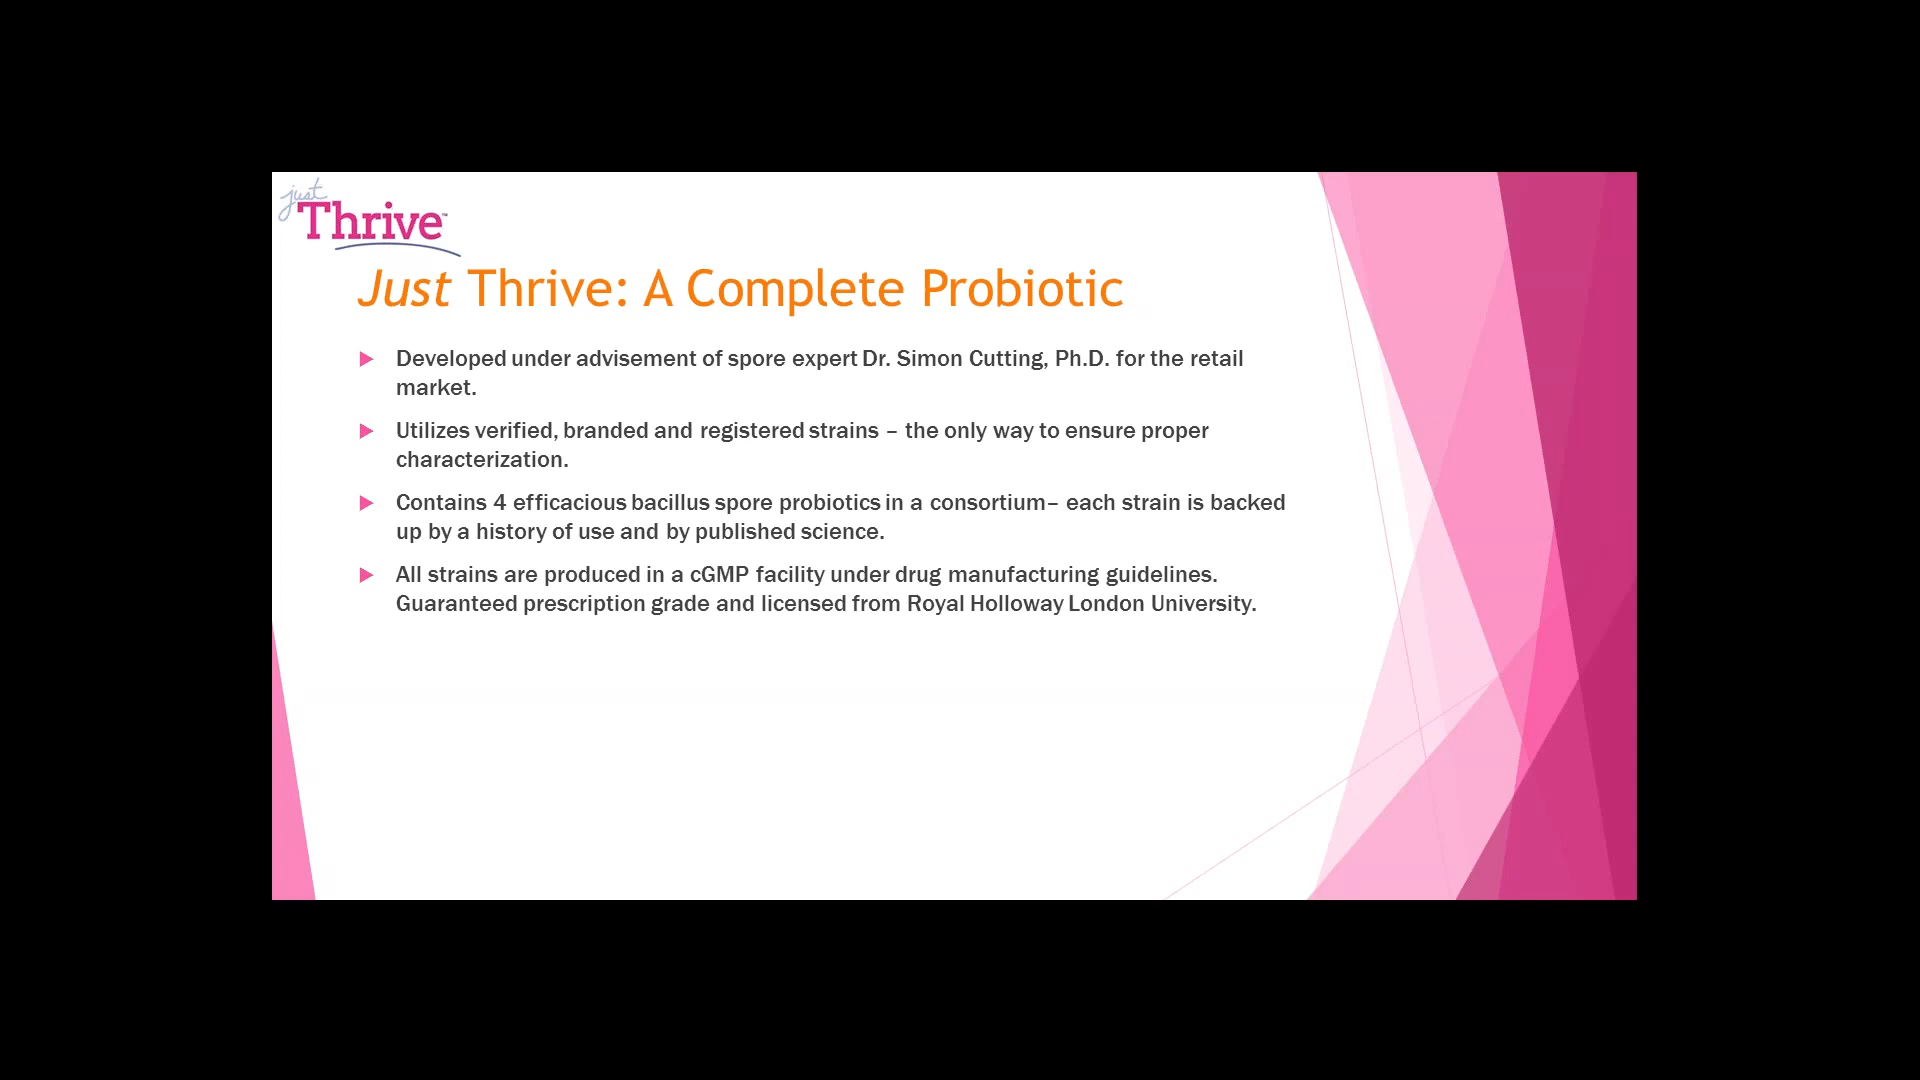 just
Thrive™
Just Thrive: A Complete Probiotic
Developed under advisement of spore expert Dr. Simon Cutting, Ph.D. for the retail
market.
Utilizes verified, branded and registered strains – the only way to ensure proper
characterization.
Contains 4 efficacious bacillus spore probiotics in a consortium– each strain is backed
up by a history of use and by published science.
All strains are produced in a cGMP facility under drug manufacturing guidelines.
Guaranteed prescription grade and licensed from Royal Holloway London University.